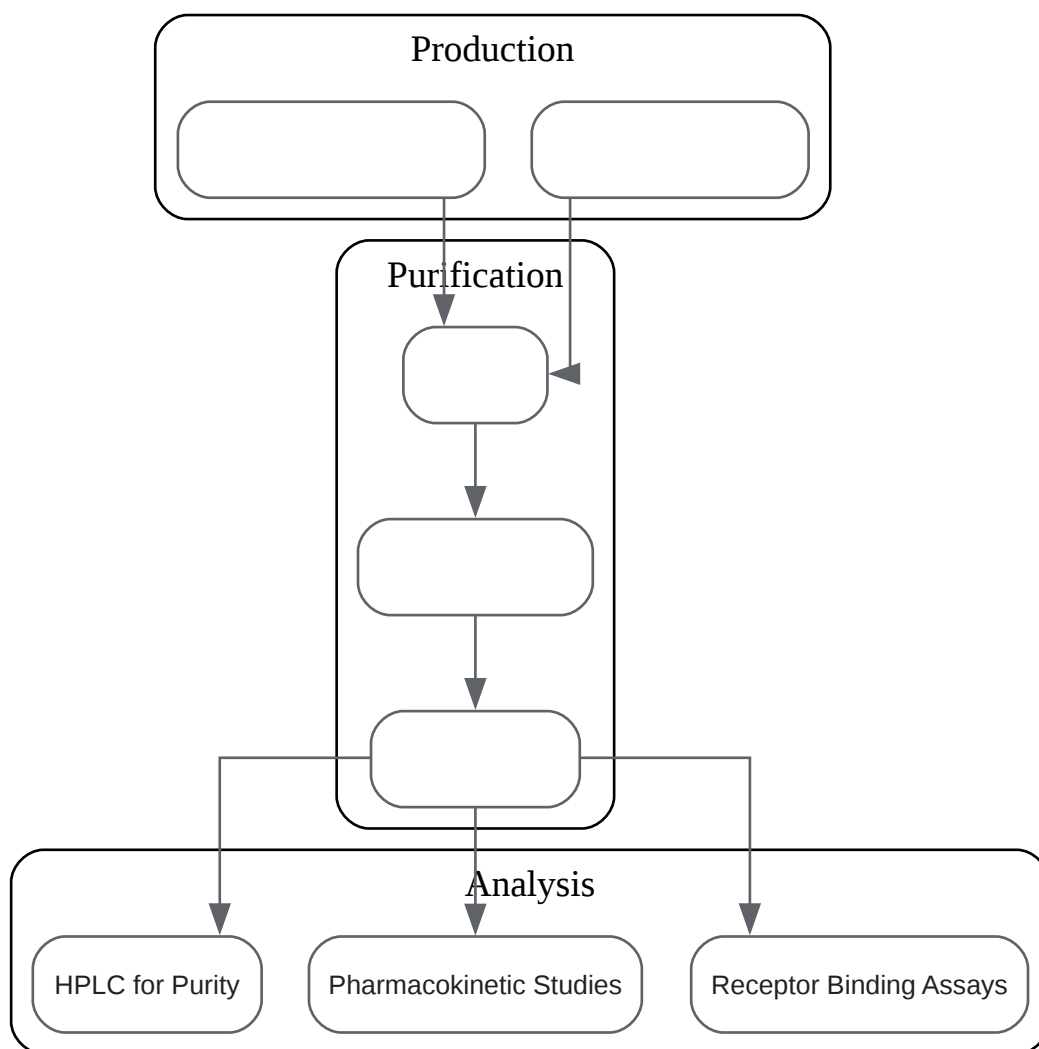 Production
Purification
Analysis
HPLC for Purity
Pharmacokinetic Studies
Receptor Binding Assays